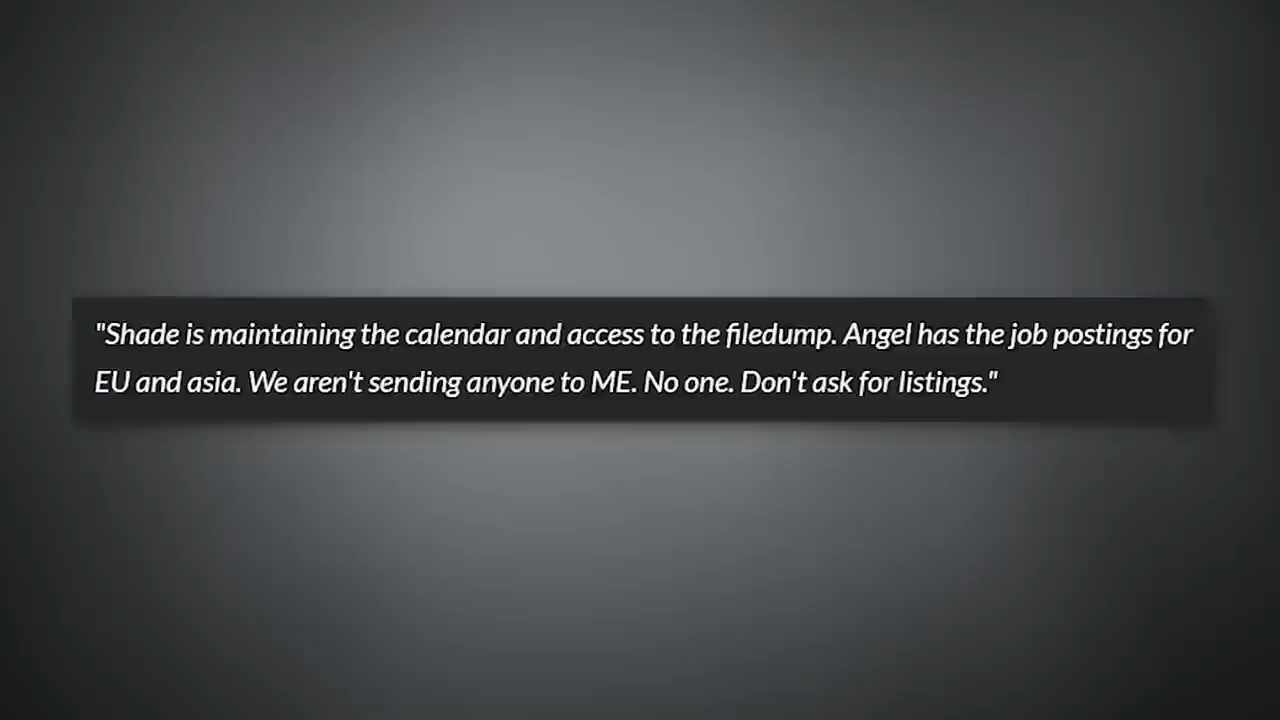 "Shade is maintaining the calendar and access to the filedump. Angel has the job postings for
EU and asia. We aren't sending anyone to ME. No one. Don't ask for listings."